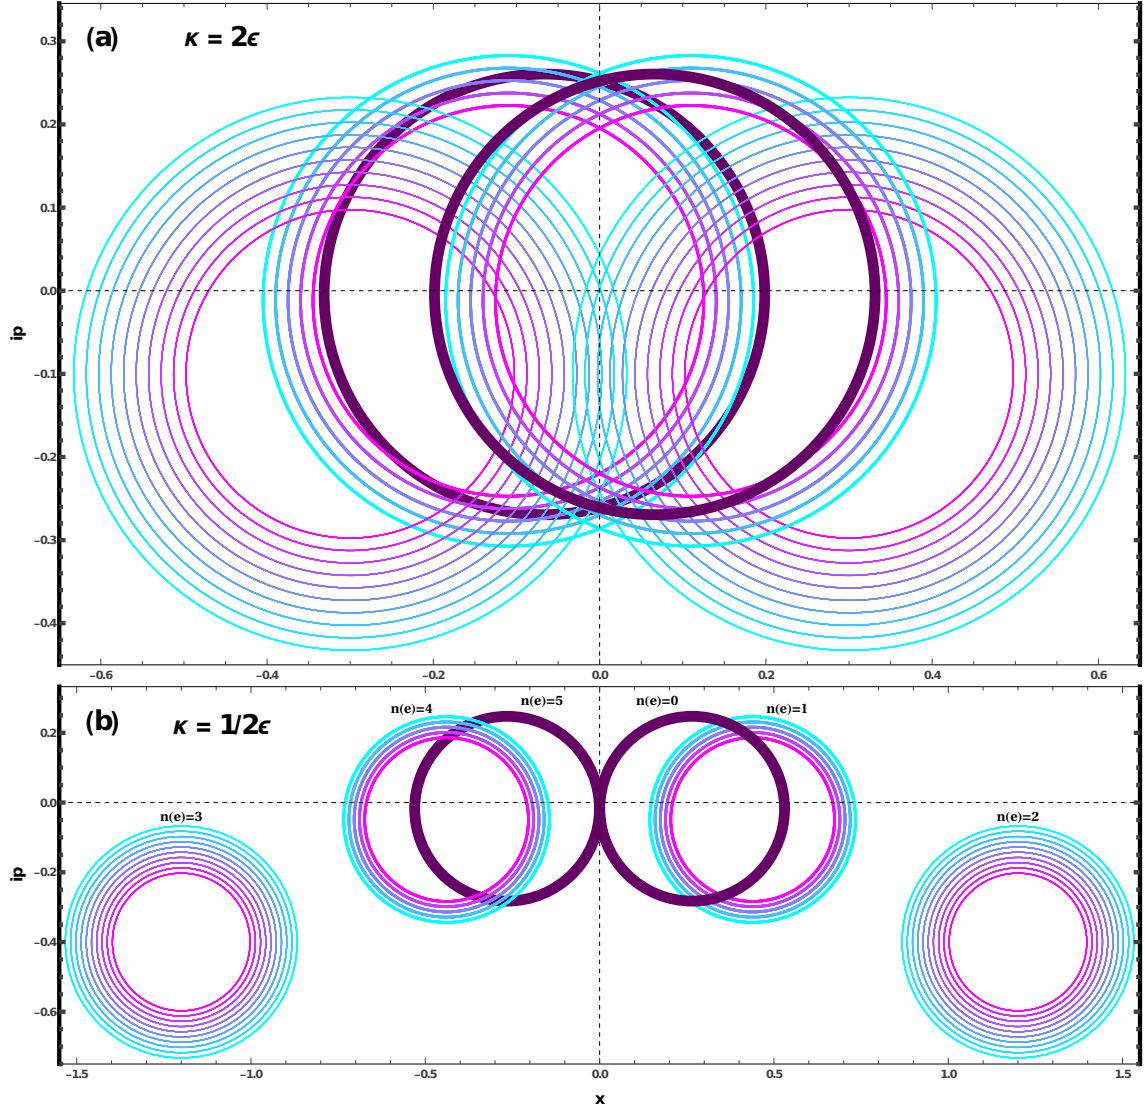 (a) κ = 2ϵ
0.3
0.2
0.1
0.0
−0.1
−0.2
−0.3
−0.4
ip
−0.6 −0.4 −0.2 0.0 0.2 0.4 0.6
(b) κ = 1/2ϵ
n(e)=4 n(e)=5 n(e)=0 n(e)=1
n(e)=3 n(e)=2
0.2
0.0
−0.2
−0.4
−0.6
ip
−1.5 −1.0 −0.5 0.0 0.5 1.0 1.5
x